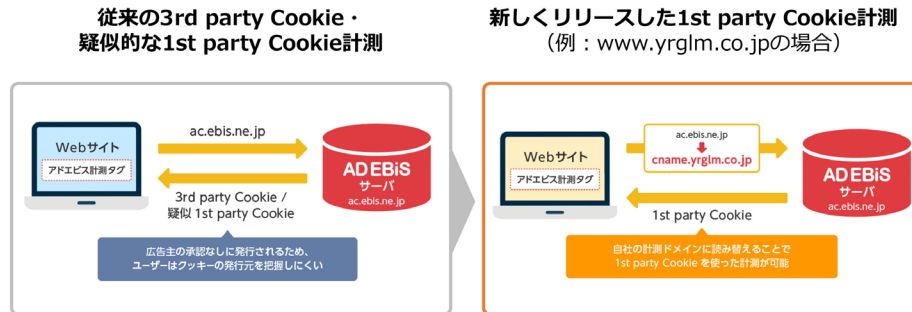 従来の3rd party Cookie・
疑似的な1st party Cookie計測
Webサイト
アドエビス計測タグ
ac.ebis.ne.jp
3rd party Cookie /
疑似 1st party Cookie
AD EBiS
サーバ
ac.ebis.ne.jp
広告主の承認なしに発行されるため、
ユーザーはクッキーの発行元を把握しにくい
新しくリリースした1st party Cookie計測
（例：www.yrglm.co.jpの場合）
Webサイト
アドエビス計測タグ
ac.ebis.ne.jp
cname.yrglm.co.jp
1st party Cookie
AD EBiS
サーバ
ac.ebis.ne.jp
自社の計測ドメインに読み替えることで
1st party Cookie を使った計測が可能